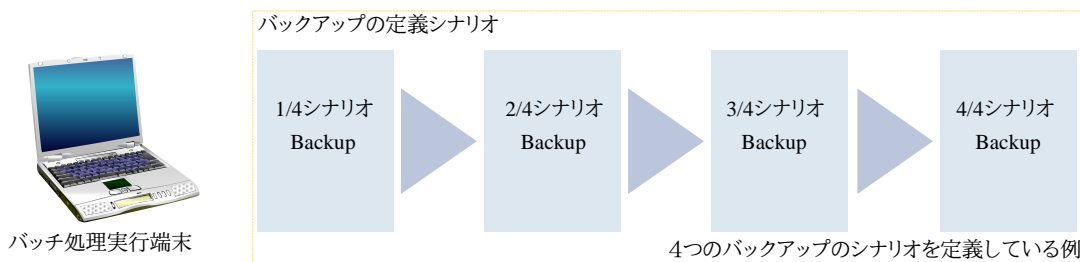 バックアップの定義シナリオ
1/4シナリオ
Backup
2/4シナリオ
Backup
3/4シナリオ
Backup
4/4シナリオ
Backup
バッチ処理実行端末
4つのバックアップのシナリオを定義している例